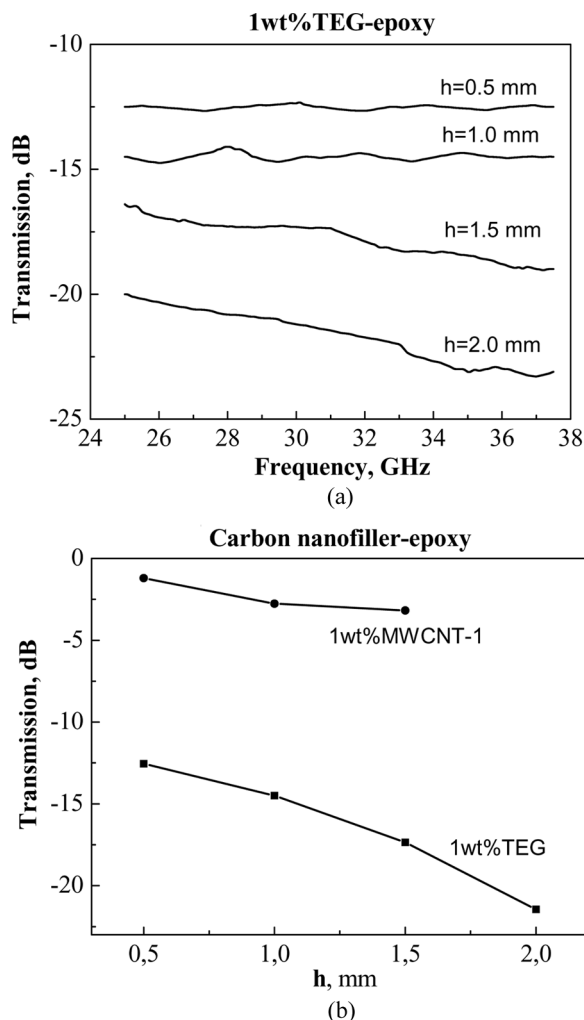 1wt%TEG-epoxy
-10
h=0.5 mm
h=1.0 mm
-15
h=1.5 mm
-20
h=2.0 mm
-25
24 26 28 30 32 34 36 38
Transmission, dB
Frequency, GHz
(a)
Carbon nanofiller-epoxy
0
1wt%MWCNT-1
-5
-10
-15
1wt%TEG
-20
0,5 1,0 1,5 2,0
Transmission, dB
h, mm
(b)